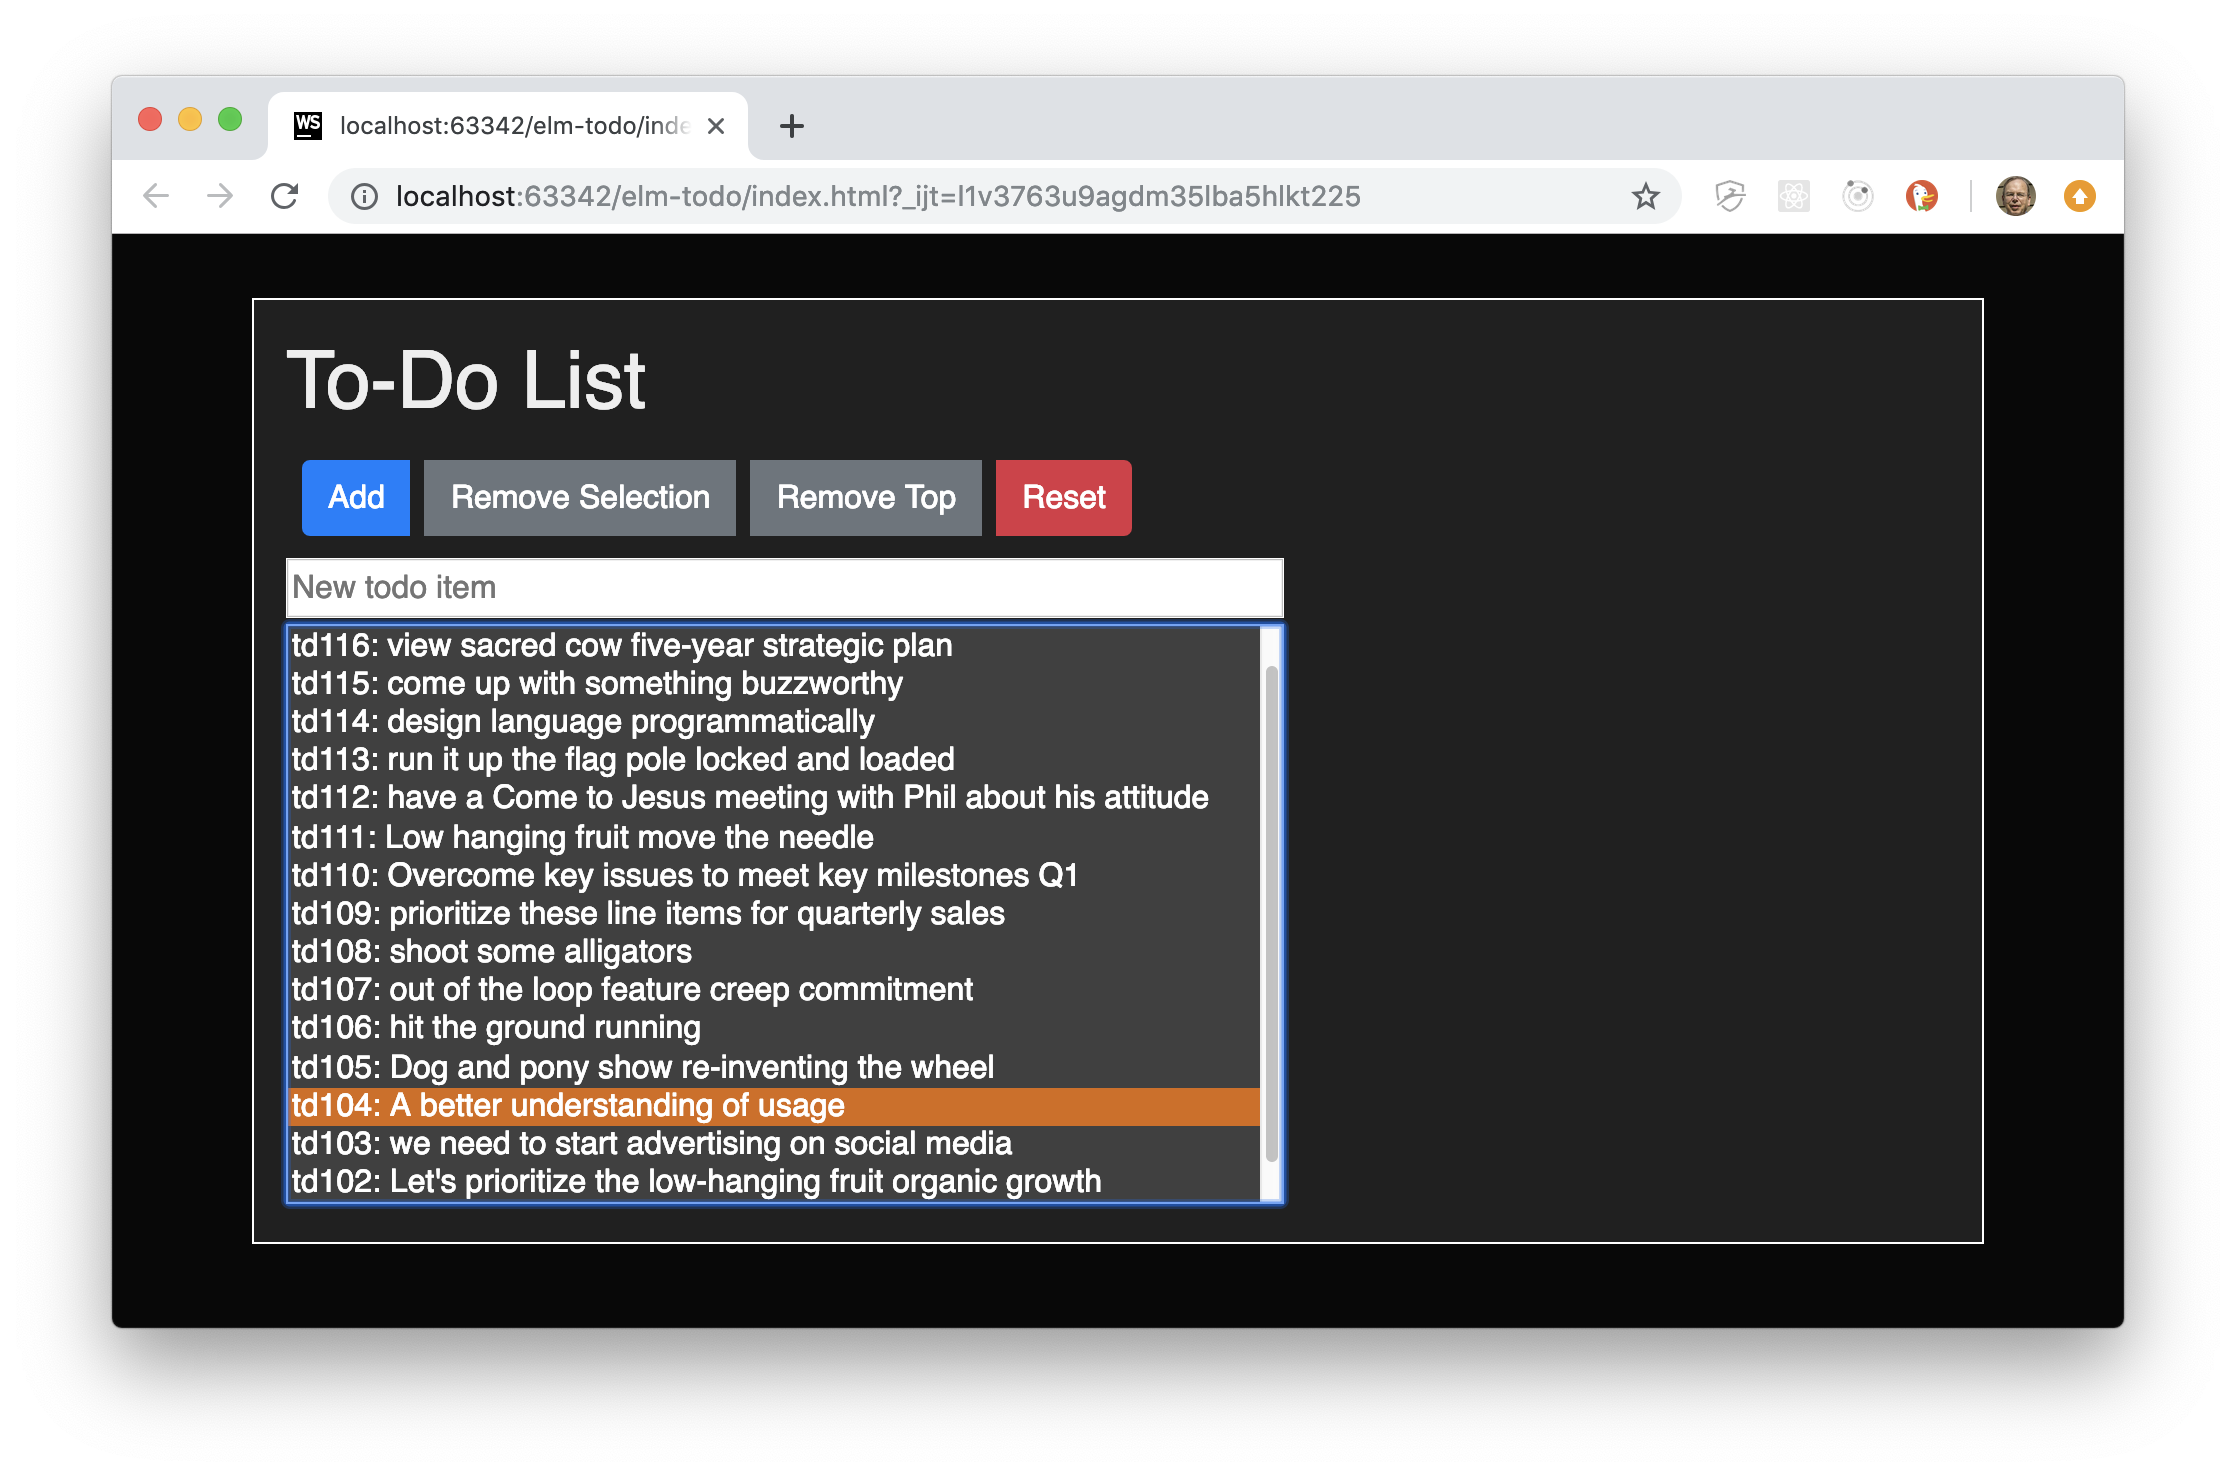 WS localhost:63342/elm-todo/inde
localhost:63342/elm-todo/index.html?_ijt=l1v3763u9agdm35lba5hlkt225
To-Do List
Add Remove Selection Remove Top Reset
New todo item
td116: view sacred cow five-year strategic plan
td115: come up with something buzzworthy
td114: design language programmatically
td113: run it up the flag pole locked and loaded
td112: have a Come to Jesus meeting with Phil about his attitude
td111: Low hanging fruit move the needle
td110: Overcome key issues to meet key milestones Q1
td109: prioritize these line items for quarterly sales
td108: shoot some alligators
td107: out of the loop feature creep commitment
td106: hit the ground running
td105: Dog and pony show re-inventing the wheel
td104: A better understanding of usage
td103: we need to start advertising on social media
td102: Let's prioritize the low-hanging fruit organic growth